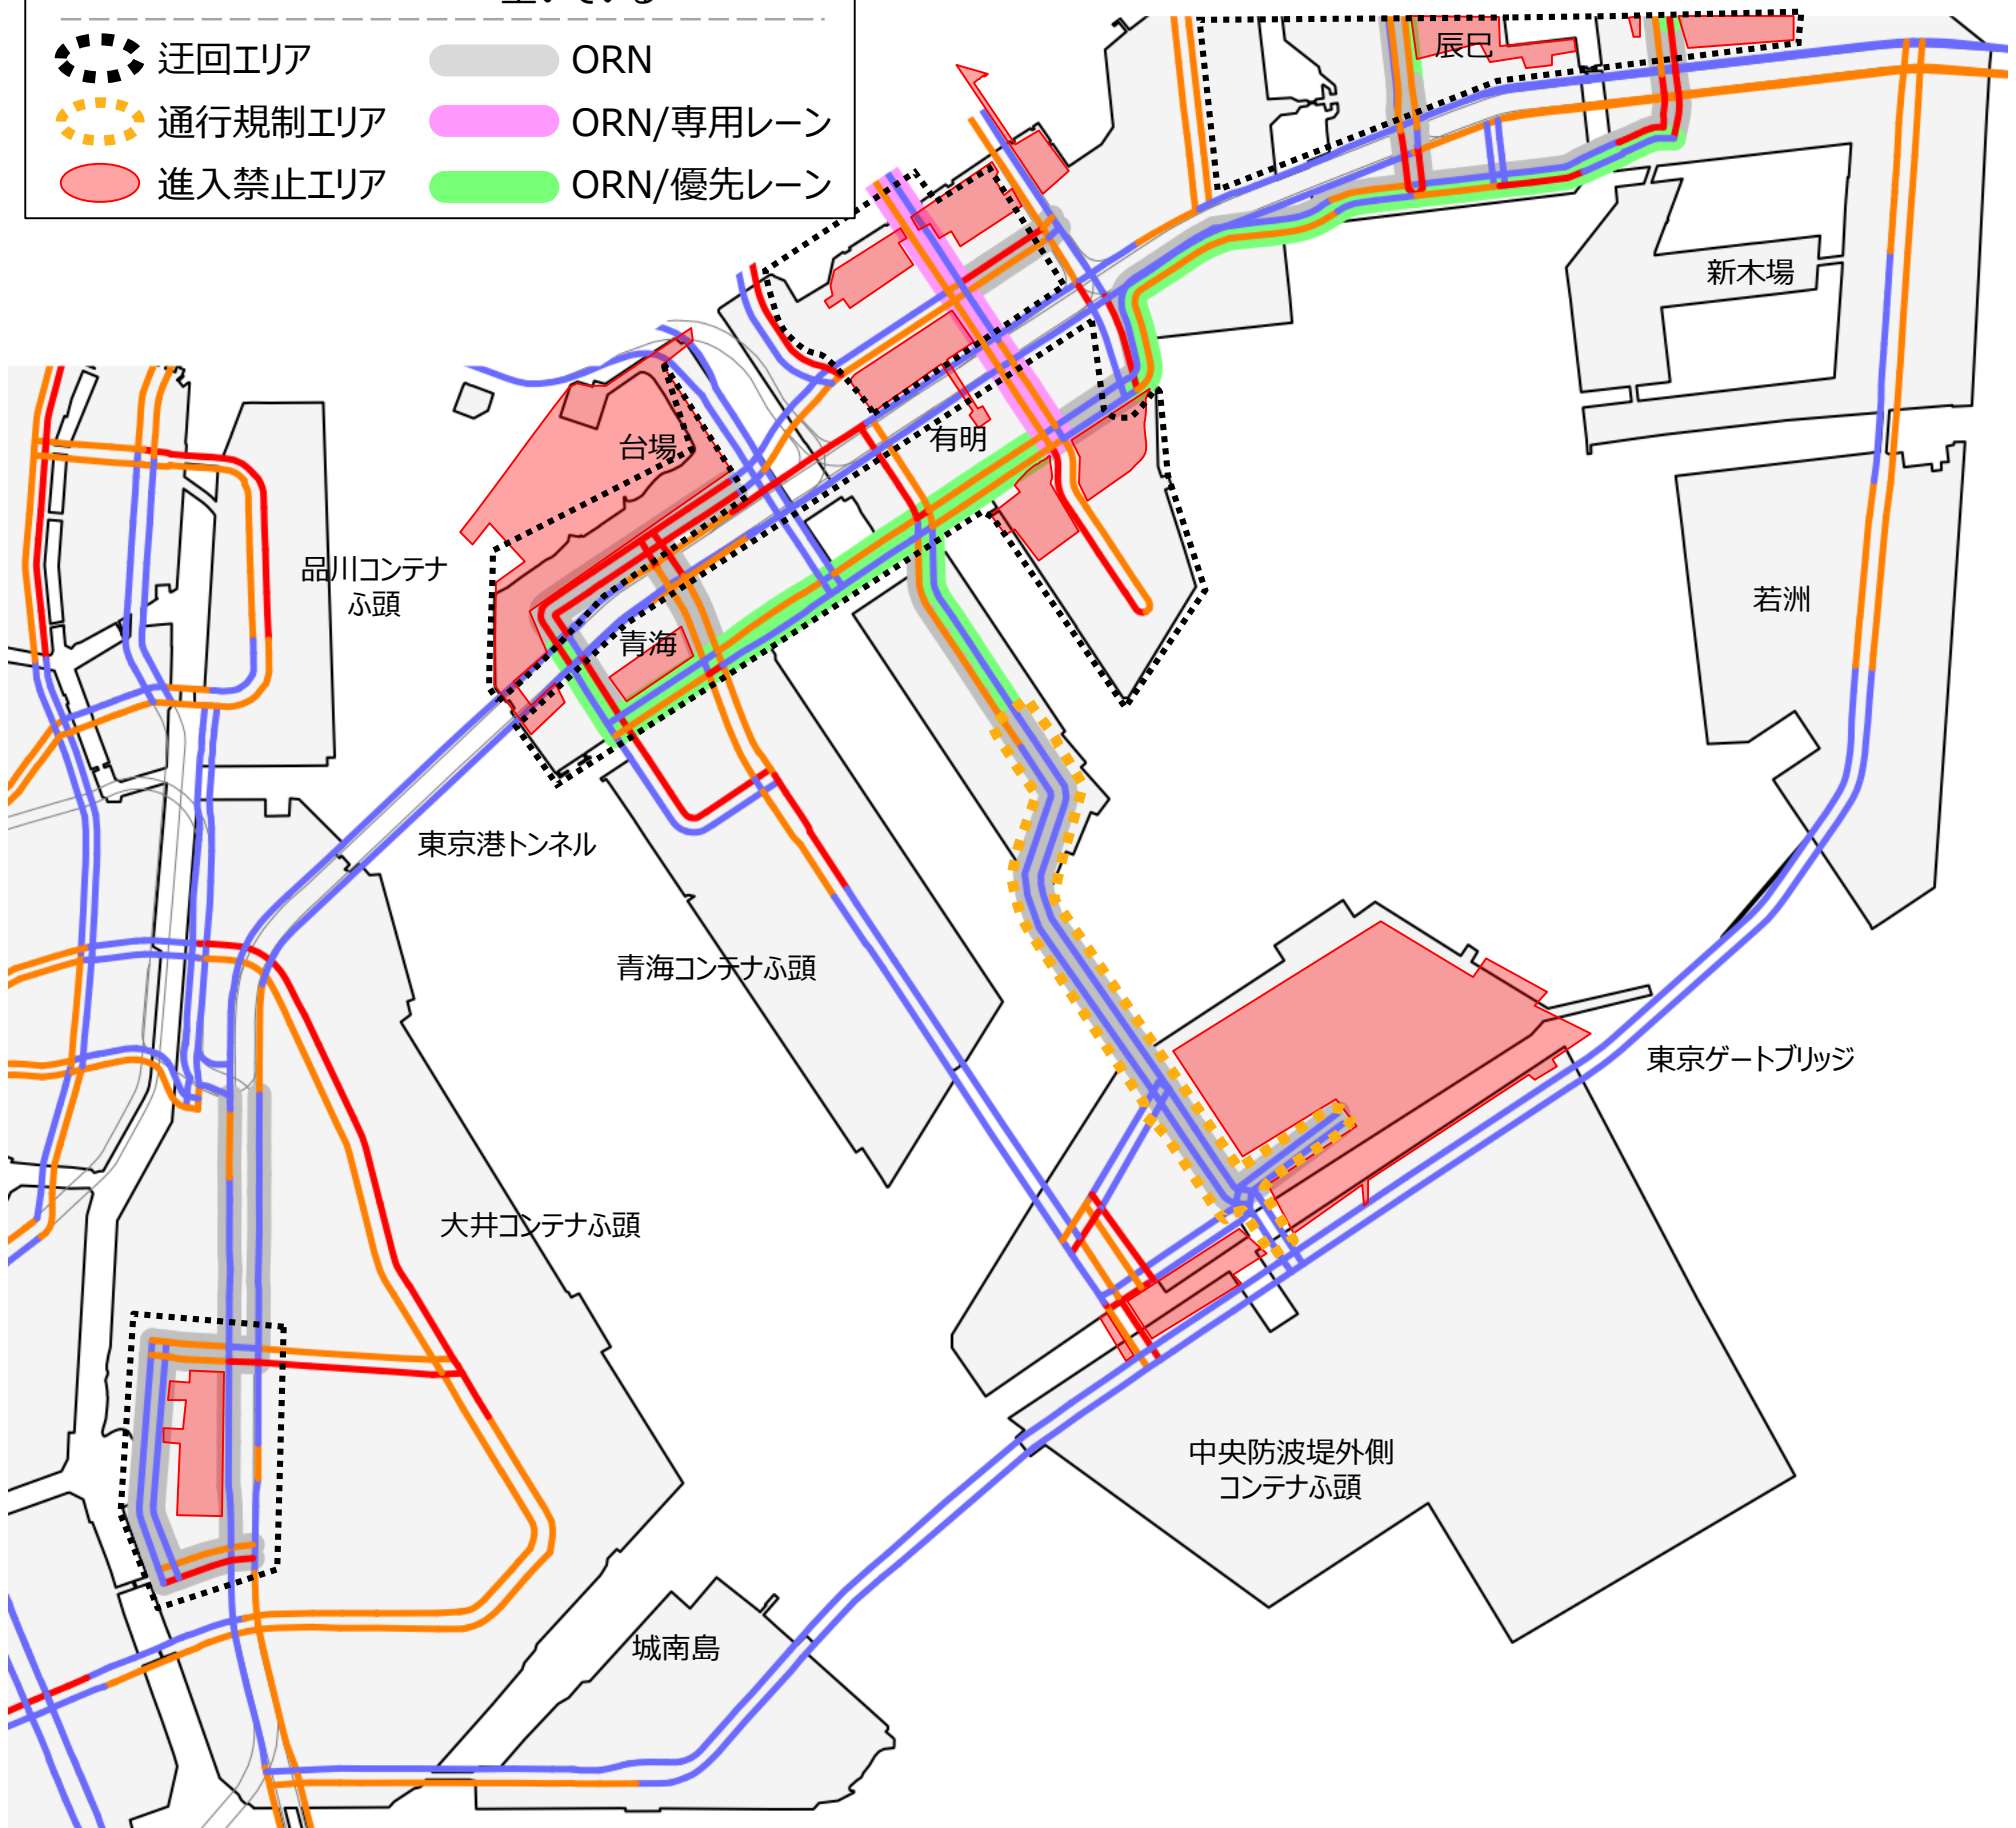 空いている
迂回エリア
ORN
通行規制エリア
ORN/専用レーン
進入禁止エリア
ORN/優先レーン
辰巳
新木場
有明
台場
品川コンテナ
ふ頭
若洲
青海
東京港トンネル
青海コンテナふ頭
東京ゲートブリッジ
大井コンテナふ頭
中央防波堤外側
コンテナふ頭
城南島